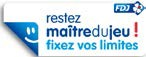 FDJ
restez
maîtredujeu !
fixez vos limites